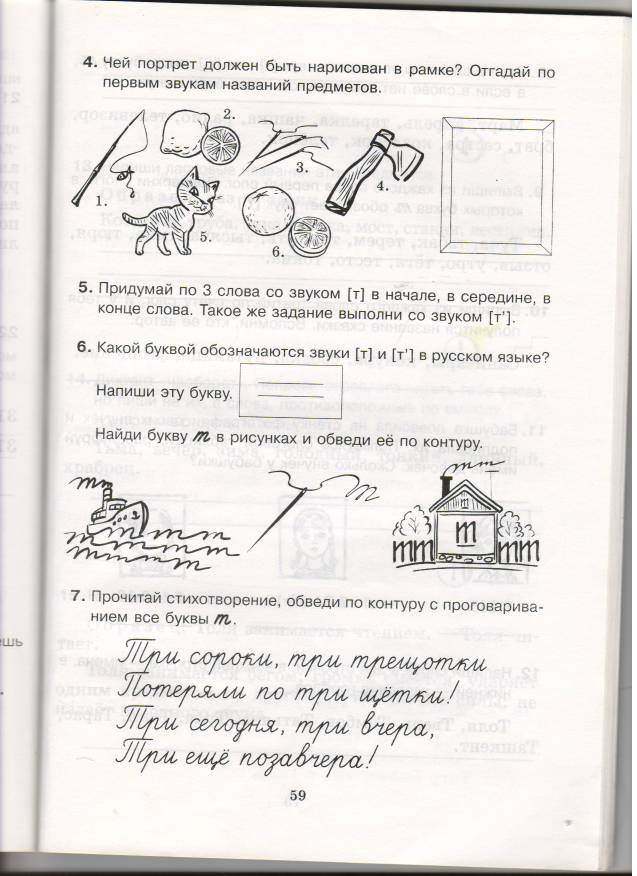 4. Чей портрет должен быть нарисован в рамке? Отгадай по
первым звукам названий предметов.
1.
2.
3.
4.
5.
6.
5. Придумай по 3 слова со звуком [т] в начале, в середине, в
конце слова. Такое же задание выполни со звуком [т'].
6. Какой буквой обозначаются звуки [т] и [т'] в русском языке?
Напиши эту букву.
Найди букву т в рисунках и обведи её по контуру.
7. Прочитай стихотворение, обведи по контуру с проговарива-
нием все буквы т.
Три сороки, три трещотки
Потеряли по три щётки!
Три сегодня, три вчера,
Три ещё позавчера!
59